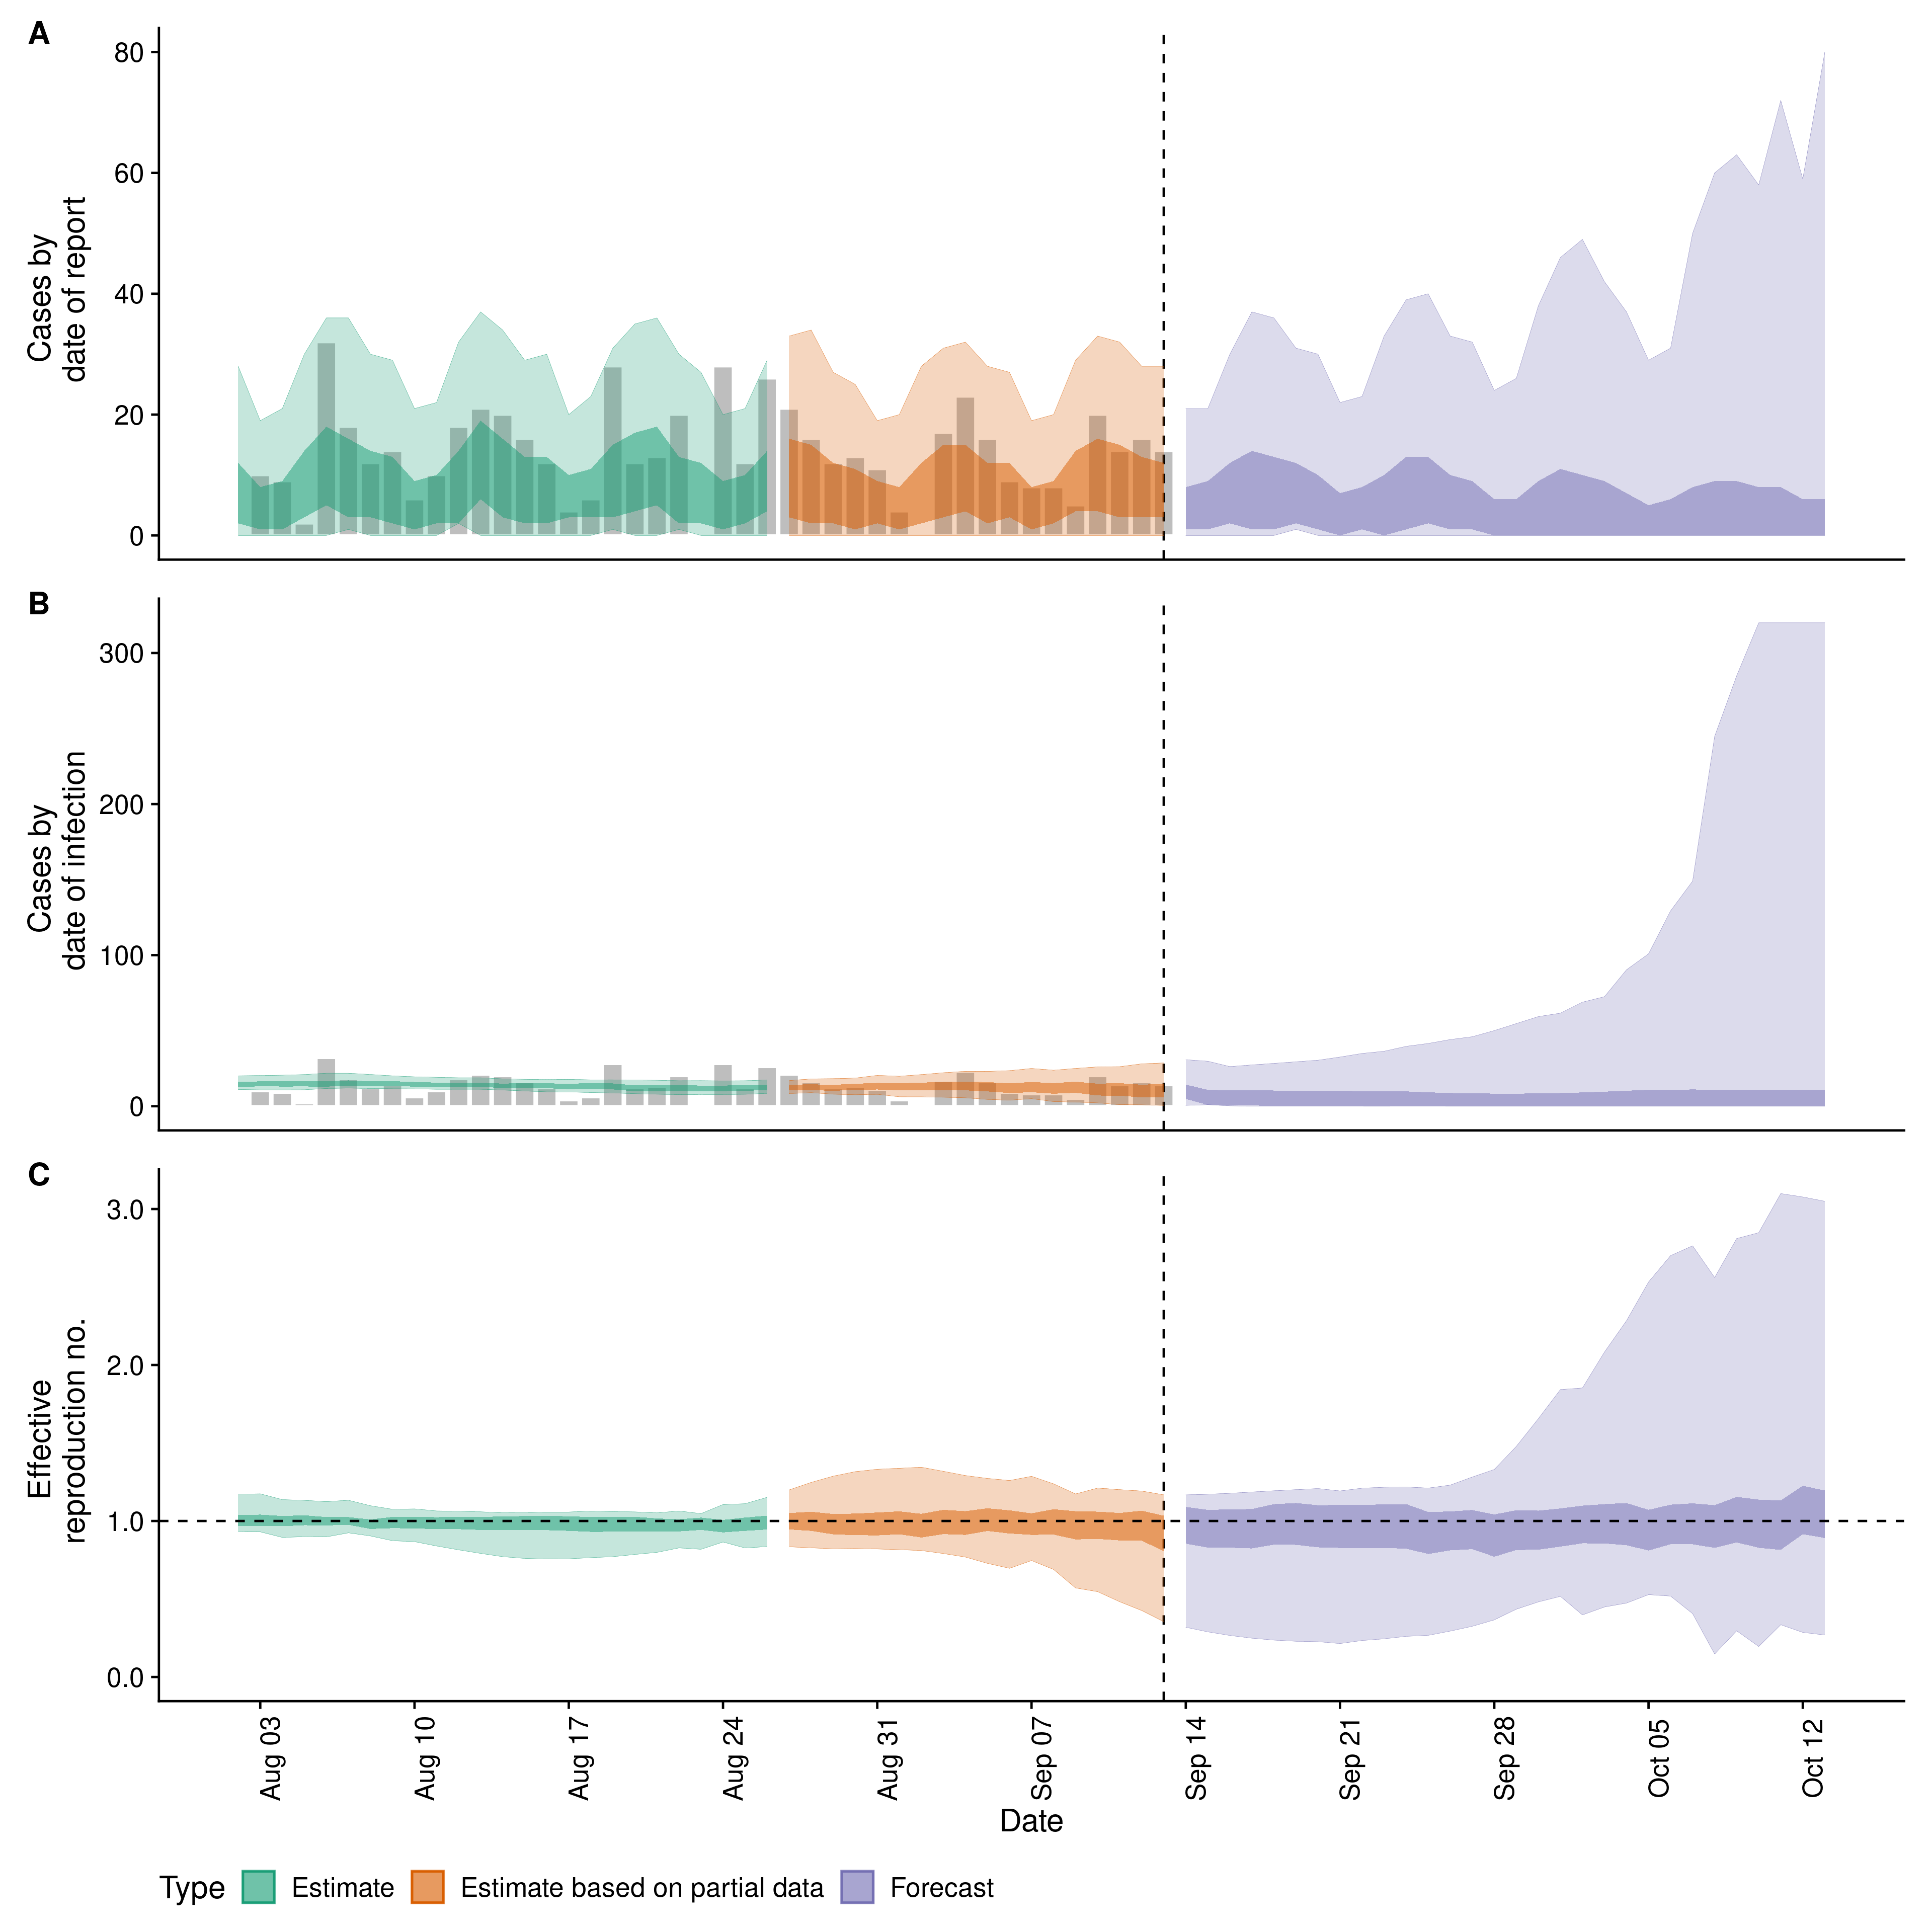 A
Cases by
date of report
80
60
40
20
0
B
Cases by
date of infection
300
200
100
0
C
Effective
reproduction no.
3.0
2.0
1.0
0.0
Aug 03
Aug 10
Aug 17
Aug 24
Aug 31
Sep 07
Sep 14
Sep 21
Sep 28
Oct 05
Oct 12
Date
Type Estimate Estimate based on partial data Forecast